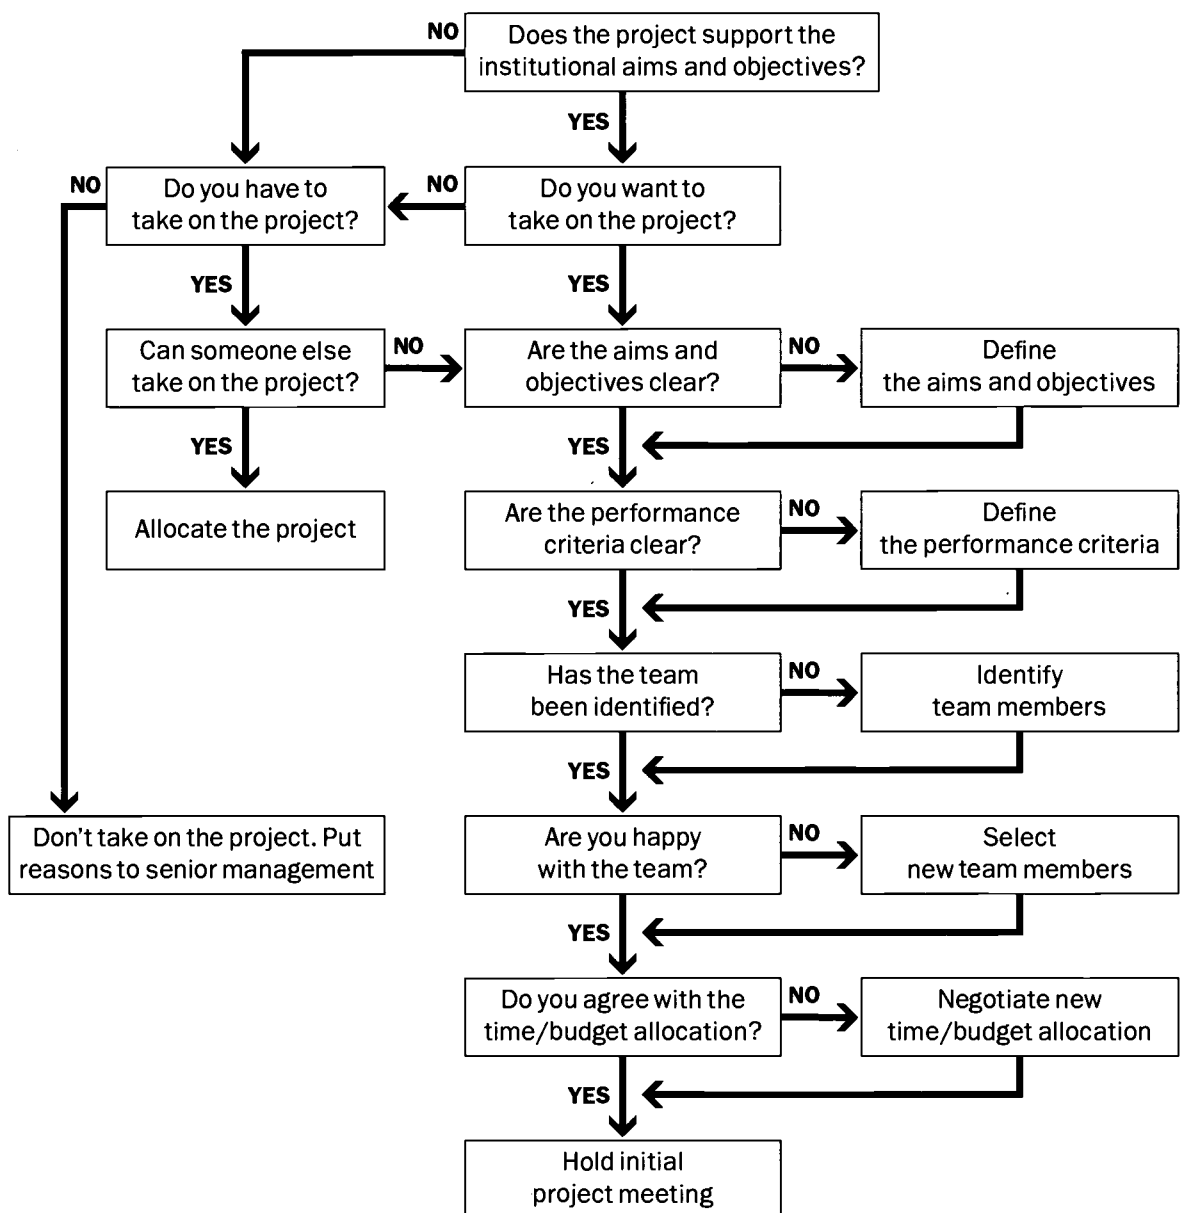 NO
Does the project support the
institutional aims and objectives?
YES
NO
Do you have to
take on the project?
NO
Do you want to
take on the project?
YES
YES
Can someone else
take on the project?
NO
Are the aims and
objectives clear?
NO
Define
the aims and objectives
YES
YES
Allocate the project
Are the performance
criteria clear?
NO
Define
the performance criteria
YES
Has the team
been identified?
NO
Identify
team members
YES
Don't take on the project. Put
reasons to senior management
Are you happy
with the team?
NO
Select
new team members
YES
Do you agree with the
time/budget allocation?
NO
Negotiate new
time/budget allocation
YES
Hold initial
project meeting